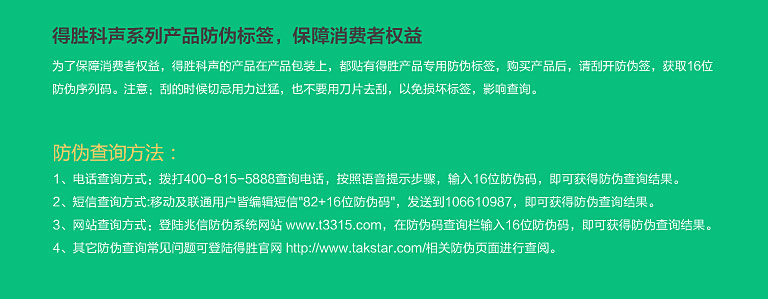 得胜科声系列产品防伪标签，保障消费者权益
为了保障消费者权益，得胜科声的产品在产品包装上，都贴有得胜产品专用防伪标签，购买产品后，请刮开防伪签，获取16位
防伪序列码。注意：刮的时候切忌用力过猛，也不要用刀片去刮，以免损坏标签，影响查询。
防伪查询方法：
1、电话查询方式：拨打400-815-5888查询电话，按照语音提示步骤，输入16位防伪码，即可获得防伪查询结果。
2、短信查询方式:移动及联通用户皆编辑短信"82+16位防伪码"，发送到106610987，即可获得防伪查询结果。
3、网站查询方式：登陆兆信防伪系统网站 www.t3315.com，在防伪码查询栏输入16位防伪码，即可获得防伪查询结果。
4、其它防伪查询常见问题可登陆得胜官网 http://www.takstar.com/相关防伪页面进行查阅。